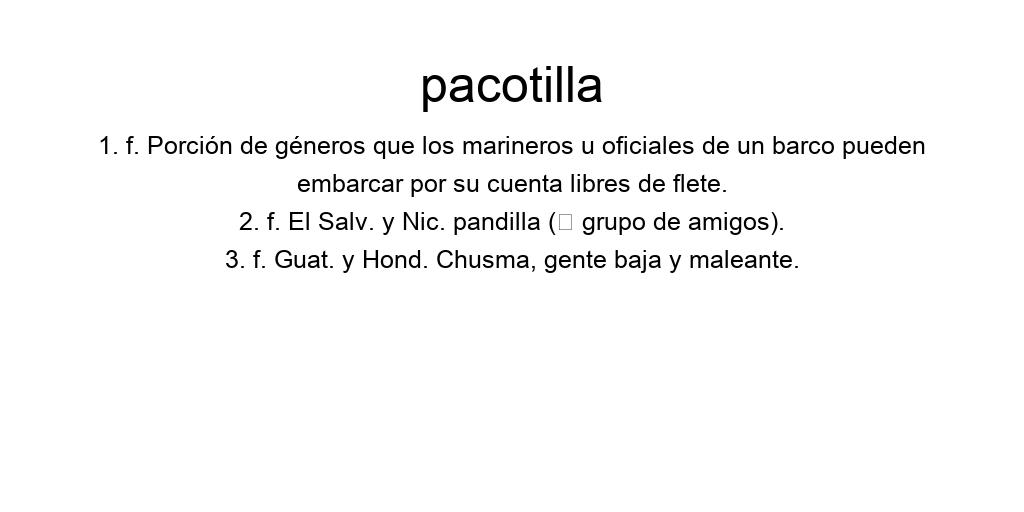 pacotilla
1. f. Porción de géneros que los marineros u oficiales de un barco pueden
embarcar por su cuenta libres de flete.
2. f. El Salv. y Nic. pandilla (□ grupo de amigos).
3. f. Guat. y Hond. Chusma, gente baja y maleante.